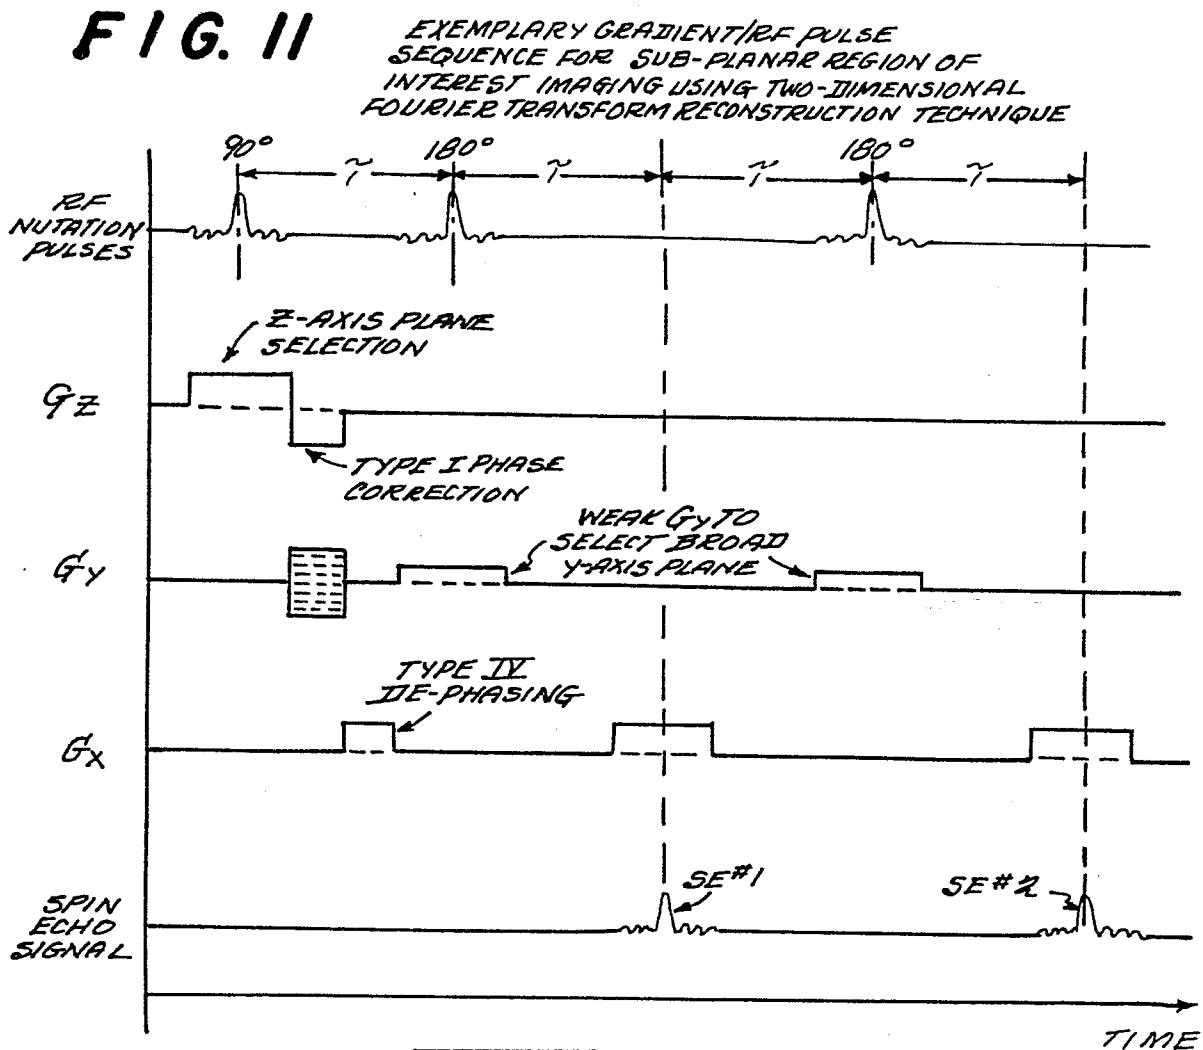 FIG. 11
EXEMPLARY GRADIENT/RF PULSE
SEQUENCE FOR SUB-PLANAR REGION OF
INTEREST IMAGING USING TWO-DIMENSIONAL
FOURIER TRANSFORM RECONSTRUCTION TECHNIQUE
90° 180° 180°
τ τ τ τ
RF
NUTATION
PULSES
Z-AXIS PLANE
SELECTION
GZ
TYPE I PHASE
CORRECTION
WEAK Gy TO
SELECT BROAD
Y-AXIS PLANE
GY
TYPE IV
DE-PHASING
GX
SE#1
SE#2
SPIN
ECHO
SIGNAL
TIME